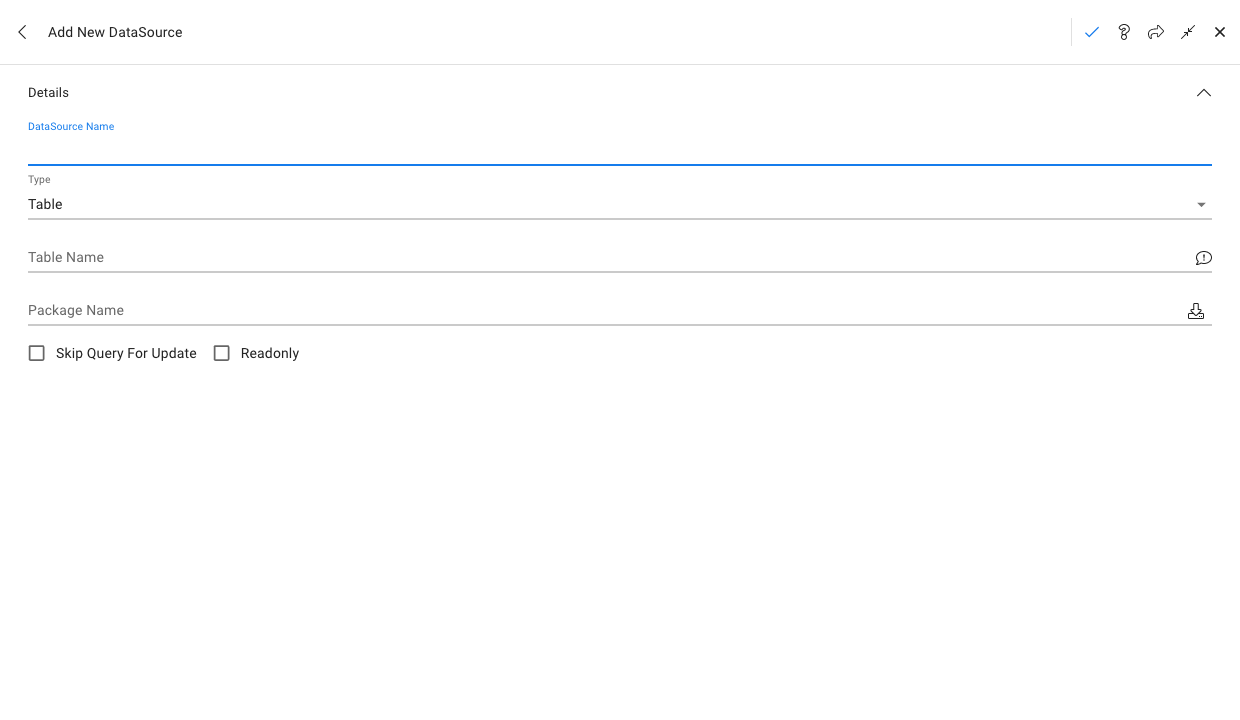 Add New DataSource
Details
DataSource Name
Type
Table
Table Name
Package Name
Skip Query For Update Readonly